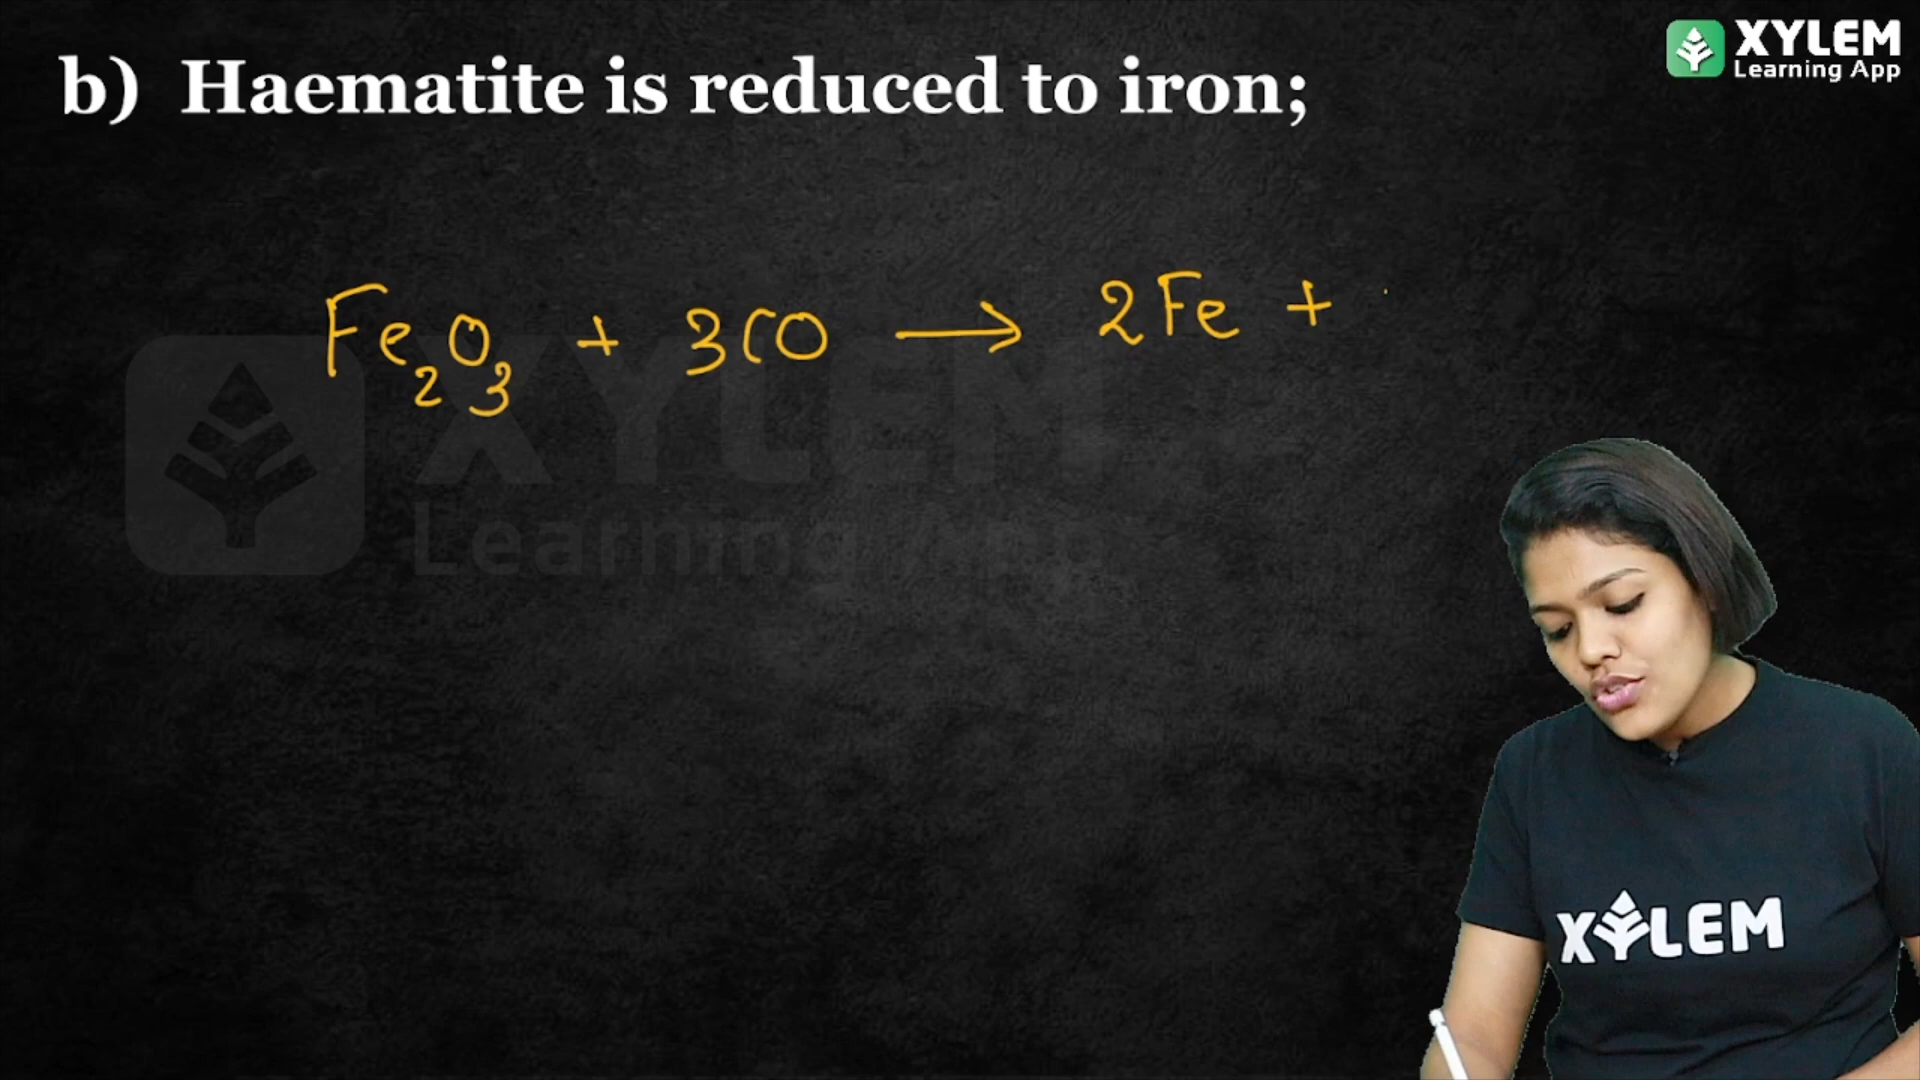 XYLEM
Learning App
b) Haematite is reduced to iron;
Fe₂O₃ + 3CO → 2Fe +
XYLEM
Learning App
XYLEM